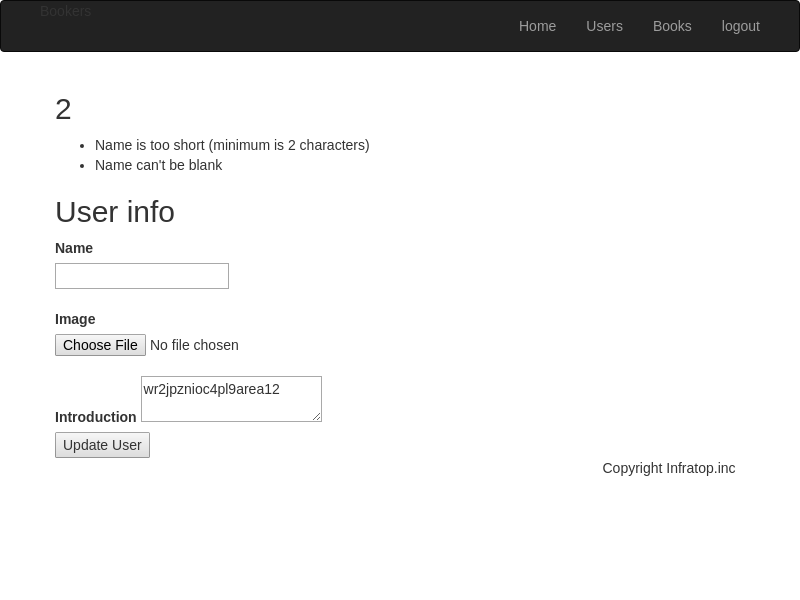 Bookers
Home Users Books logout
2
Name is too short (minimum is 2 characters)
Name can't be blank
User info
Name
Image
Choose File No file chosen
Introduction wr2jpznioc4pl9area12
Update User
Copyright Infratop.inc